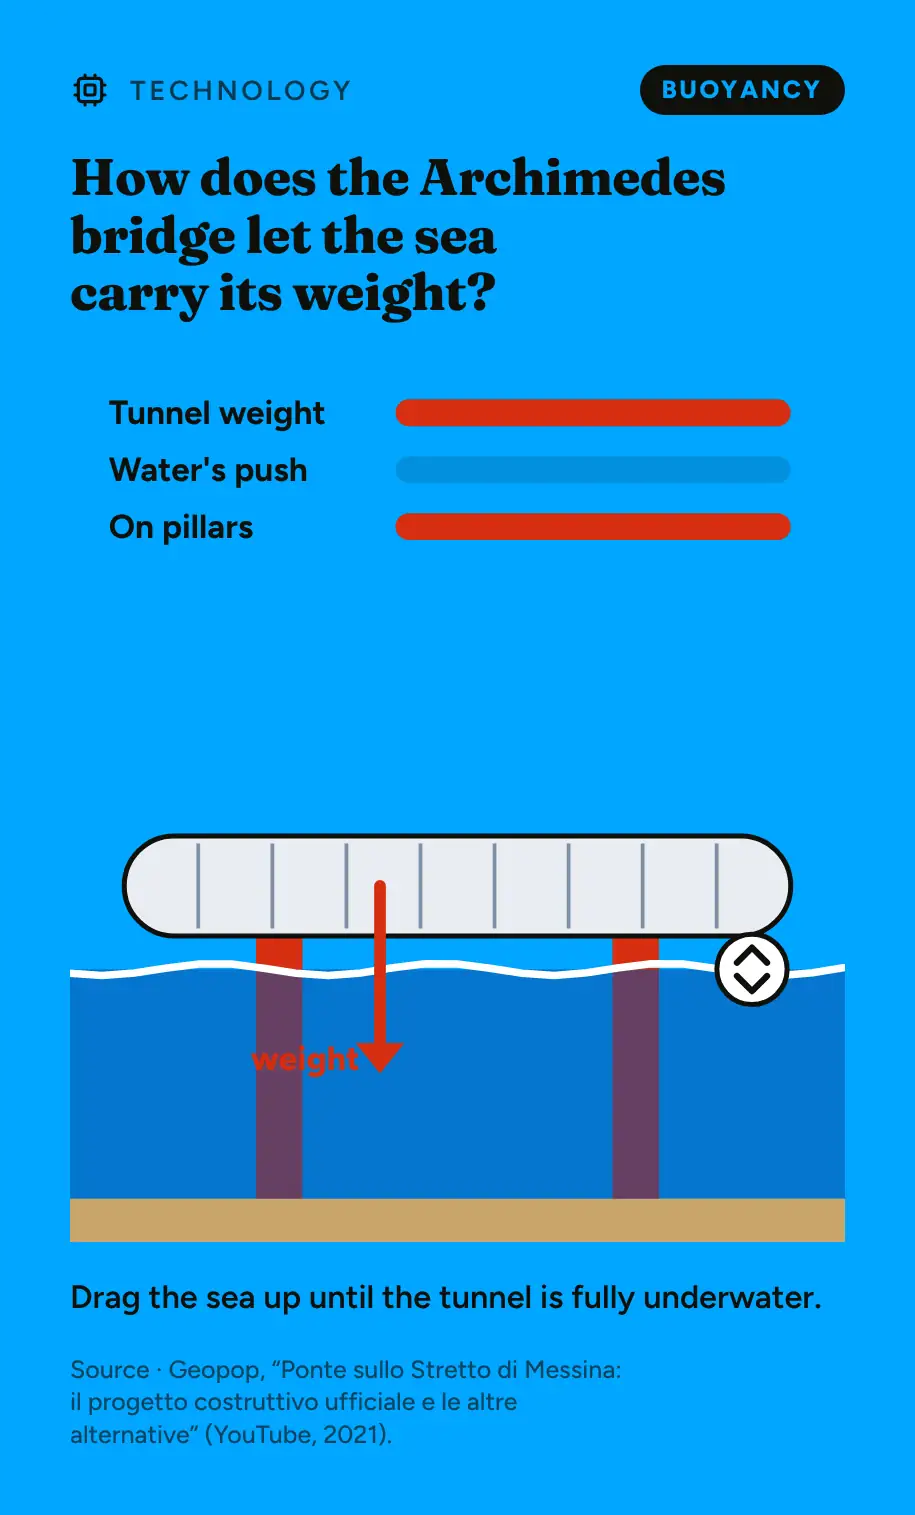 TECHNOLOGY
BUOYANCY
How does the Archimedes
bridge let the sea
carry its weight?
Tunnel weight
Water's push
On pillars
weight
Drag the sea up until the tunnel is fully underwater.
Source · Geopop, “Ponte sullo Stretto di Messina:
il progetto costruttivo ufficiale e le altre
alternative” (YouTube, 2021).